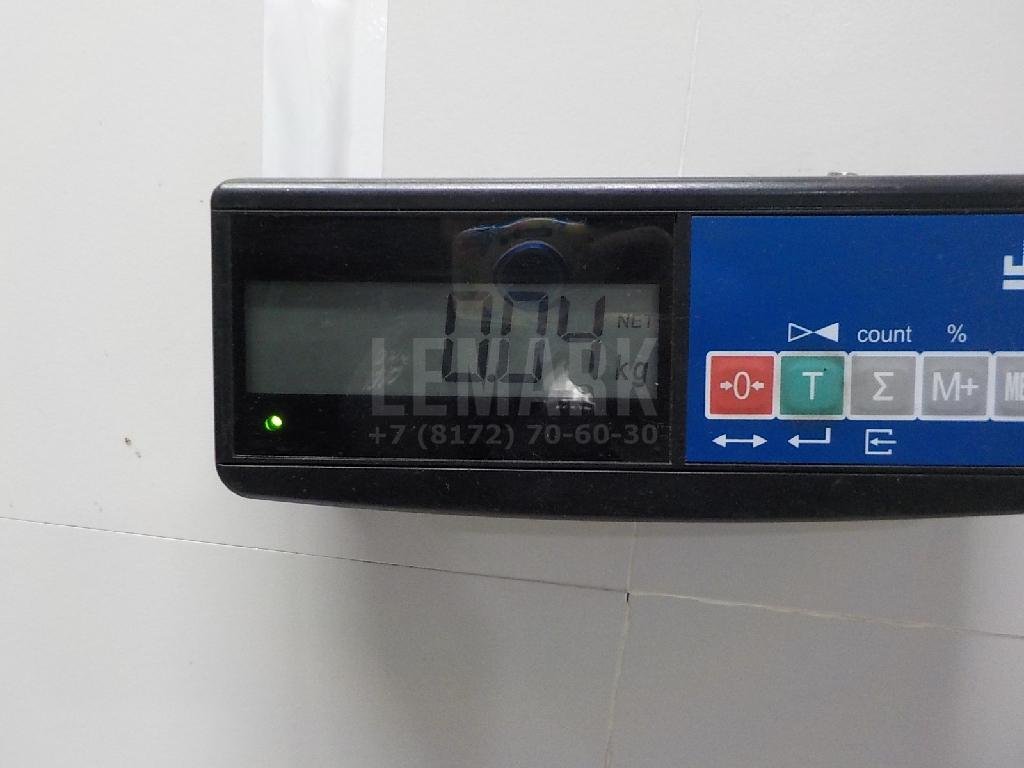 0.04
NET
kg
LEMARK
+7 (8172) 70-60-30
count %
→0← T Σ M+